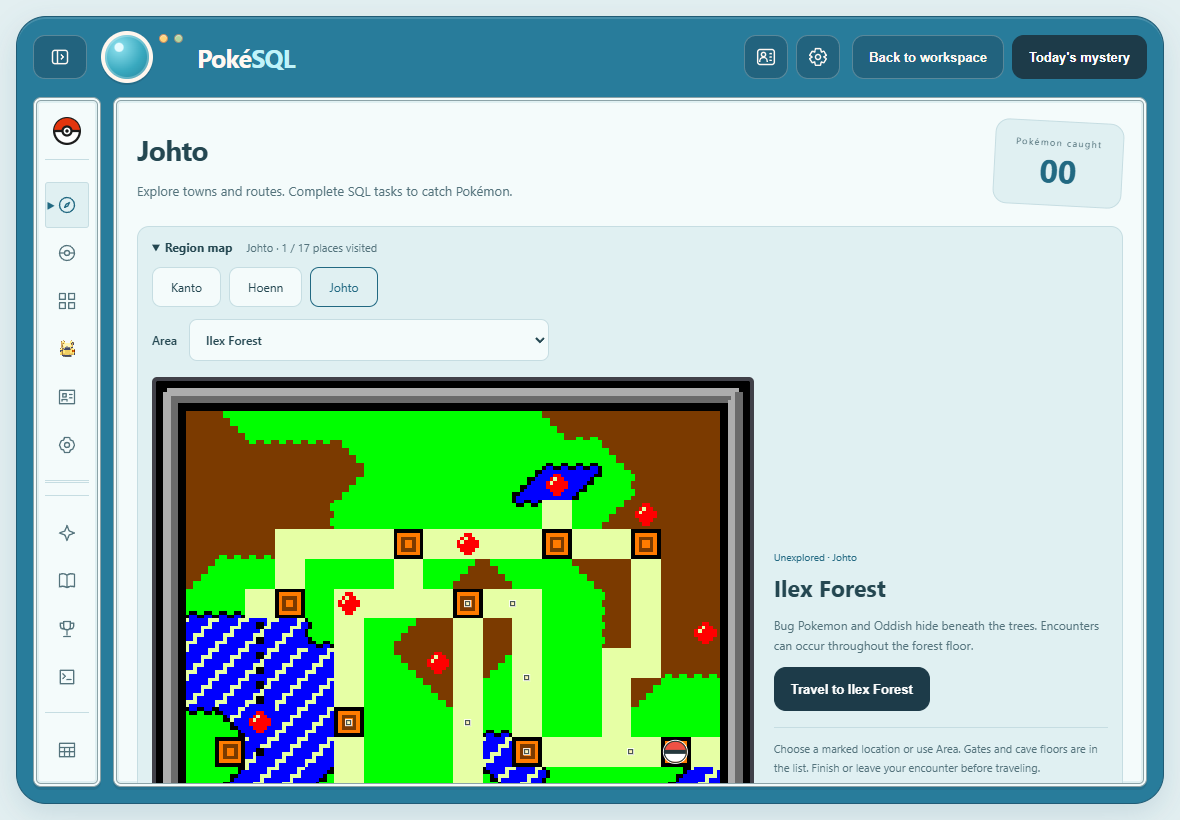 PokéSQL
Back to workspace
Today's mystery
Johto
Explore towns and routes. Complete SQL tasks to catch Pokémon.
Pokémon caught
00
▼ Region map
Johto · 1 / 17 places visited
Kanto
Hoenn
Johto
Area
Ilex Forest
Unexplored · Johto
Ilex Forest
Bug Pokemon and Oddish hide beneath the trees. Encounters
can occur throughout the forest floor.
Travel to Ilex Forest
Choose a marked location or use Area. Gates and cave floors are in
the list. Finish or leave your encounter before traveling.